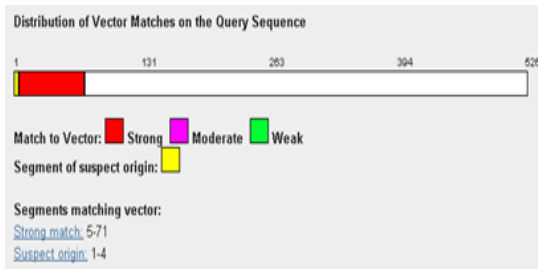 Distribution of Vector Matches on the Query Sequence
1 131 263 394 526
Match to Vector: Strong Moderate Weak
Segment of suspect origin:
Segments matching vector:
Strong match: 5-71
Suspect origin: 1-4